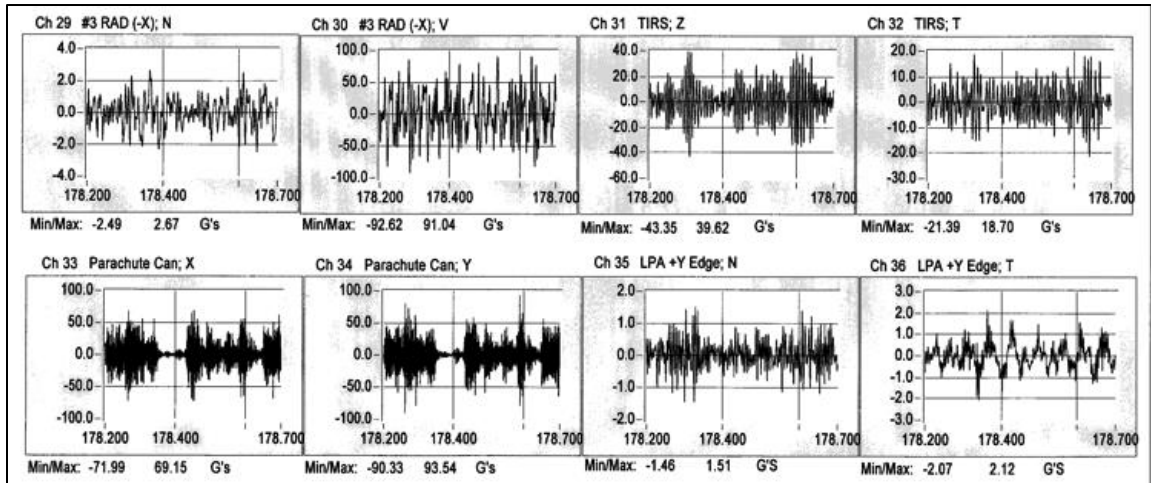 Ch 29 #3 RAD (-X); N
4.0
2.0
0.0
-2.0
-4.0
178.200 178.400 178.700
Min/Max: -2.49 2.67 G's
Ch 30 #3 RAD (-X); V
100.0
50.0
0.0
-50.0
-100.0
178.200 178.400 178.700
Min/Max: -92.62 91.04 G's
Ch 31 TIRS; Z
40.0
20.0
0.0
-20.0
-40.0
-60.0
178.200 178.400 178.700
Min/Max: -43.35 39.62 G's
Ch 32 TIRS; T
20.0
10.0
0.0
-10.0
-20.0
-30.0
178.200 178.400 178.700
Min/Max: -21.39 18.70 G's
Ch 33 Parachute Can; X
100.0
50.0
0.0
-50.0
-100.0
178.200 178.400 178.700
Min/Max: -71.99 69.15 G's
Ch 34 Parachute Can; Y
100.0
50.0
0.0
-50.0
-100.0
178.200 178.400 178.700
Min/Max: -90.33 93.54 G's
Ch 35 LPA +Y Edge; N
2.0
1.0
0.0
-1.0
-2.0
178.200 178.400 178.700
Min/Max: -1.46 1.51 G'S
Ch 36 LPA +Y Edge; T
3.0
2.0
1.0
0.0
-1.0
-2.0
-3.0
178.200 178.400 178.700
Min/Max: -2.07 2.12 G'S